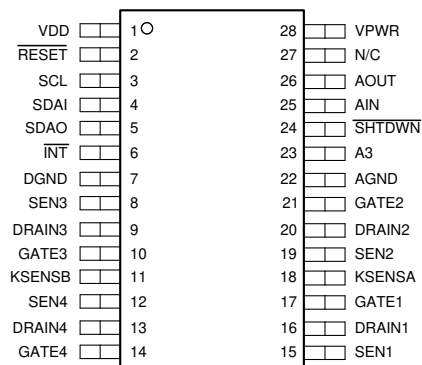 VDD 1 28 VPWR
RESET 2 27 N/C
SCL 3 26 AOUT
SDAI 4 25 AIN
SDAO 5 24 SHTDWN
INT 6 23 A3
DGND 7 22 AGND
SEN3 8 21 GATE2
DRAIN3 9 20 DRAIN2
GATE3 10 19 SEN2
KSENSB 11 18 KSENSA
SEN4 12 17 GATE1
DRAIN4 13 16 DRAIN1
GATE4 14 15 SEN1